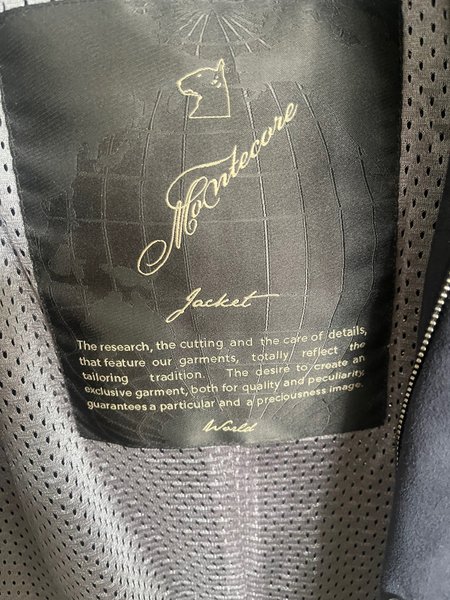 Montecore
Jacket
The research, the cutting and the care of details,
that feature our garments, totally reflect the
tailoring tradition. The desire to create an
exclusive garment, both for quality and peculiarity,
guarantees a particular and a preciousness image.
World